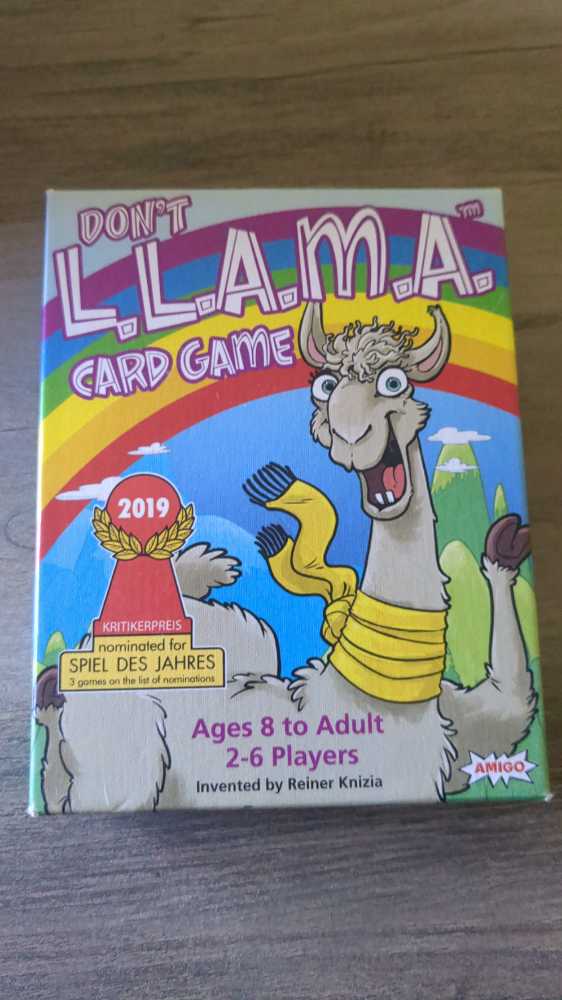 DON'T
L.L.A.M.A.™
CARD GAME
2019
KRITIKERPREIS
nominated for
SPIEL DES JAHRES
3 games on the list of nominations
Ages 8 to Adult
2-6 Players
Invented by Reiner Knizia
AMIGO